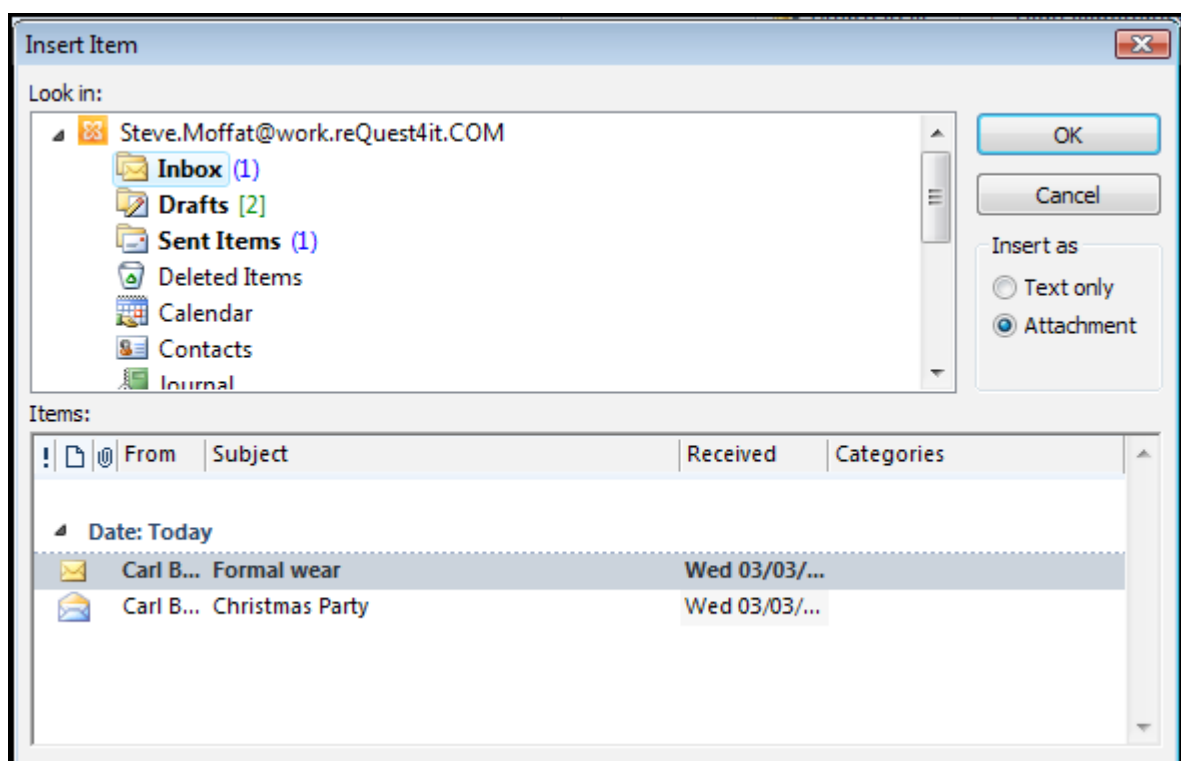 Insert Item
Look in:
Steve.Moffat@work.reQuest4it.COM
Inbox (1)
Drafts [2]
Sent Items (1)
Deleted Items
Calendar
Contacts
Journal
OK
Cancel
Insert as
Text only
Attachment
Items:
! From Subject Received Categories
Date: Today
Carl B... Formal wear Wed 03/03/...
Carl B... Christmas Party Wed 03/03/...